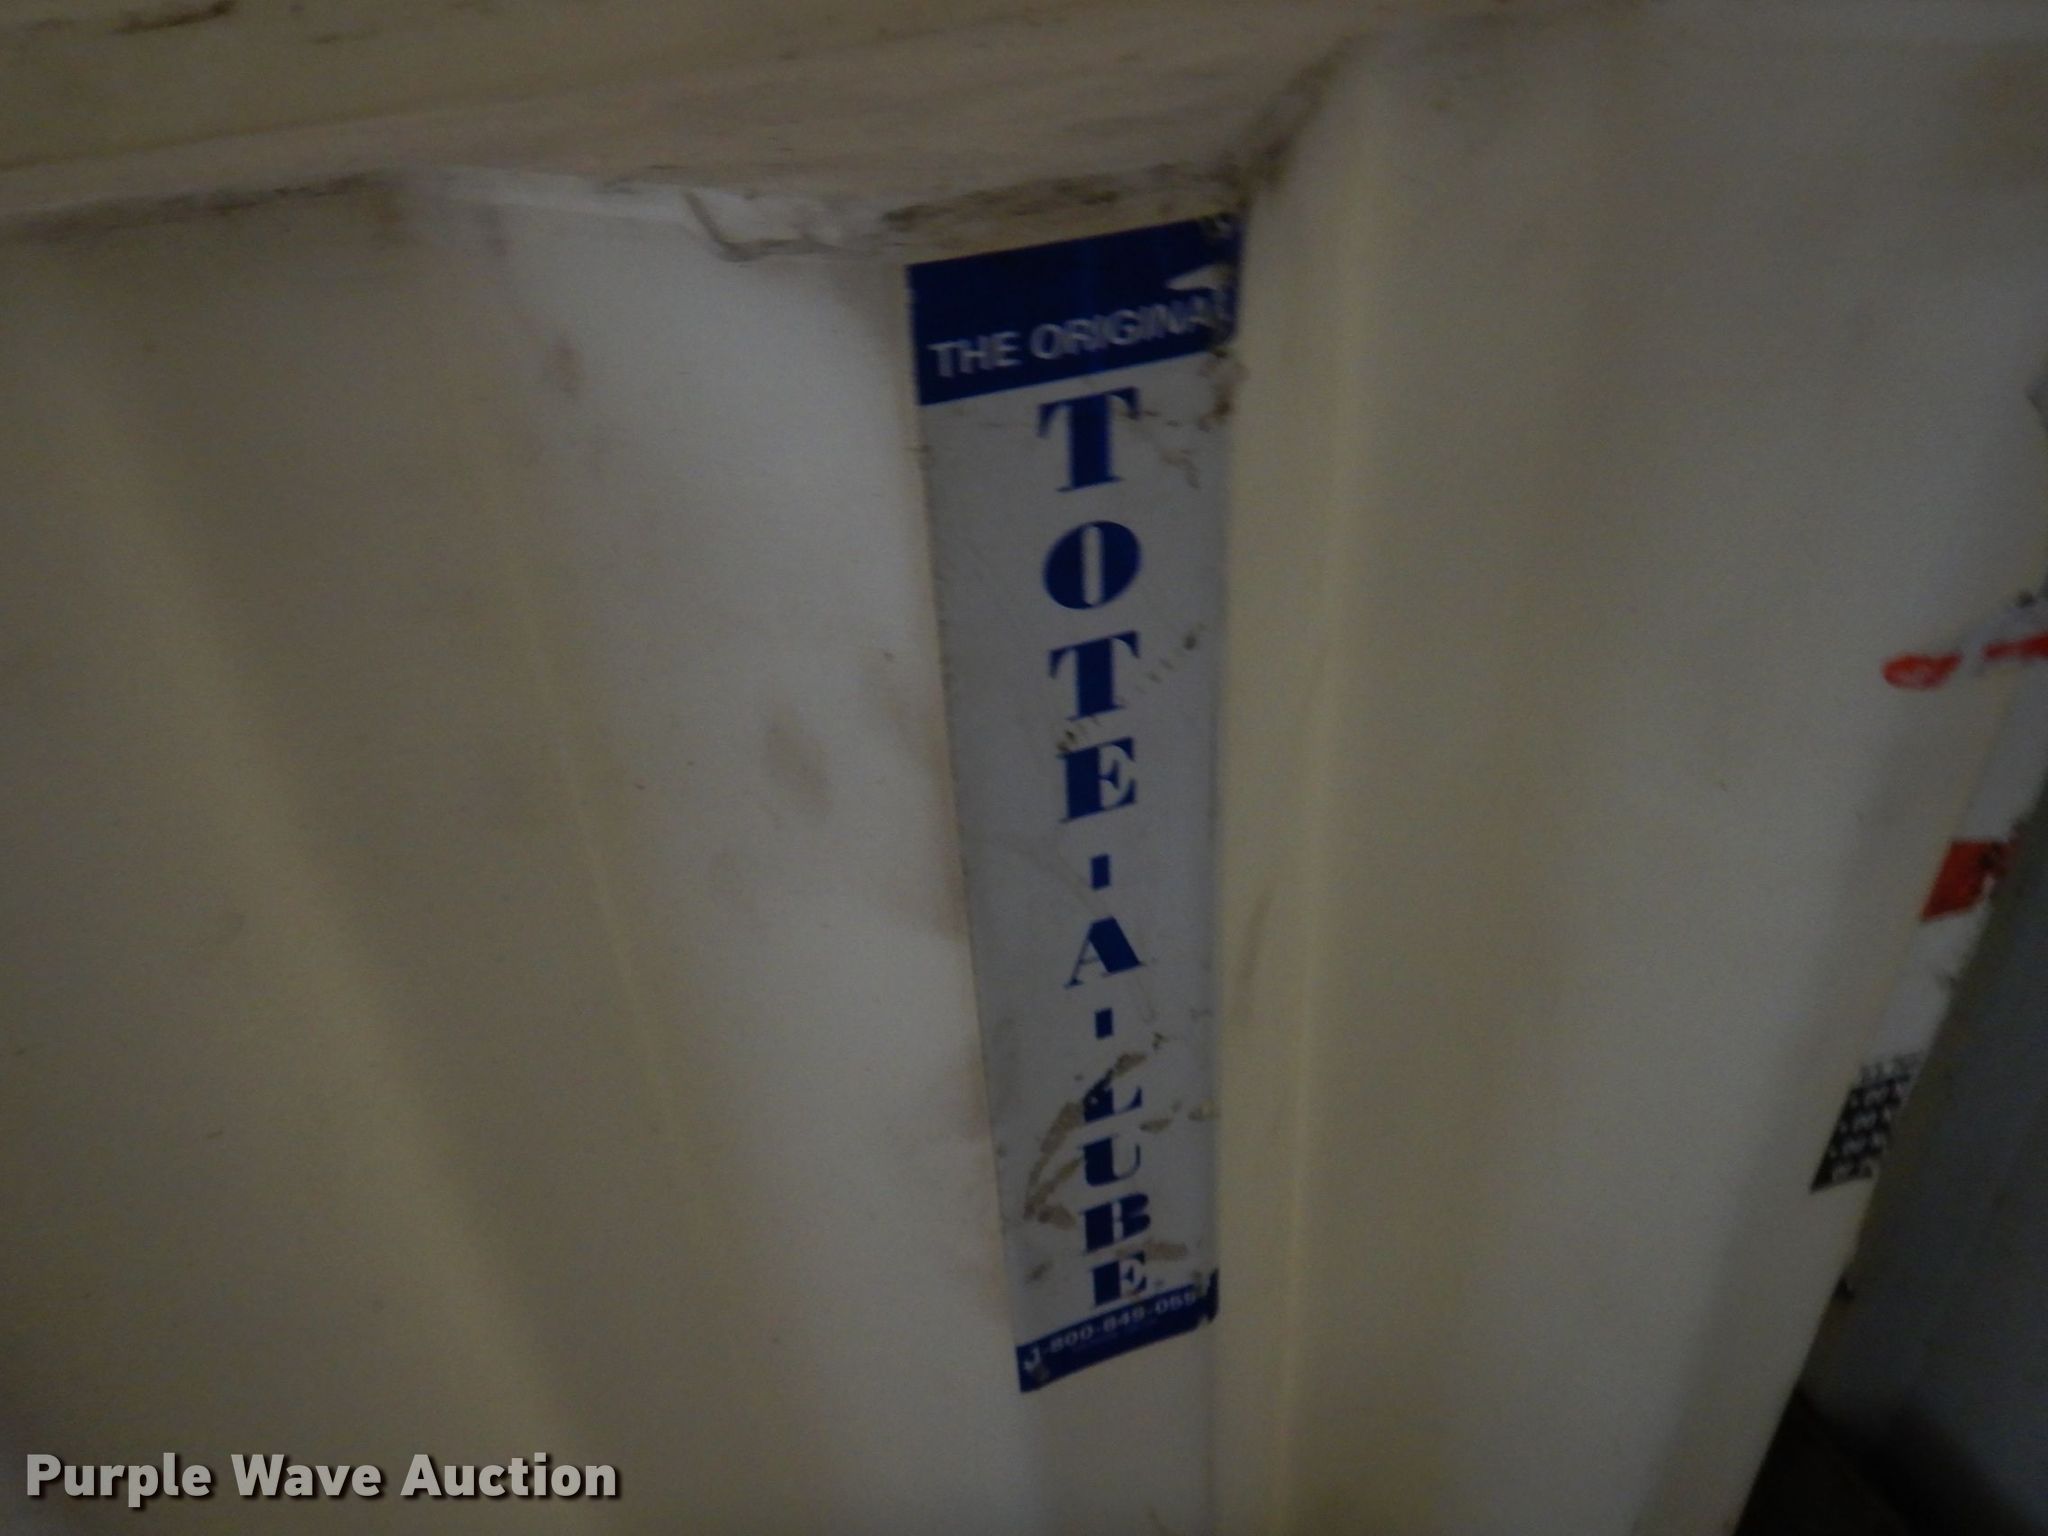 THE ORIGINAL
TOTE-A-LUBE
Purple Wave Auction